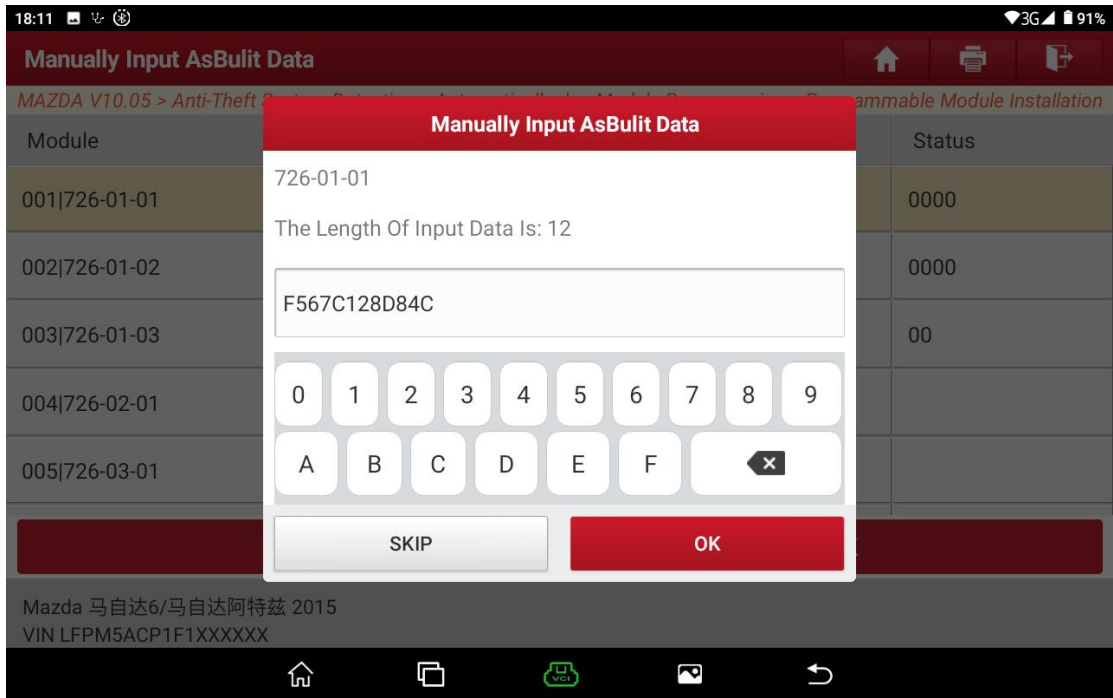 18:11
3G 91%
Manually Input AsBulit Data
MAZDA V10.05 > Anti-Theft
ammable Module Installation
Manually Input AsBulit Data
Module
Status
726-01-01
001|726-01-01
0000
The Length Of Input Data Is: 12
002|726-01-02
0000
F567C128D84C
003|726-01-03
00
0 1 2 3 4 5 6 7 8 9
004|726-02-01
A B C D E F
005|726-03-01
SKIP
OK
Mazda 马自达6/马自达阿特兹 2015
VIN LFPM5ACP1F1XXXXXX
VCI